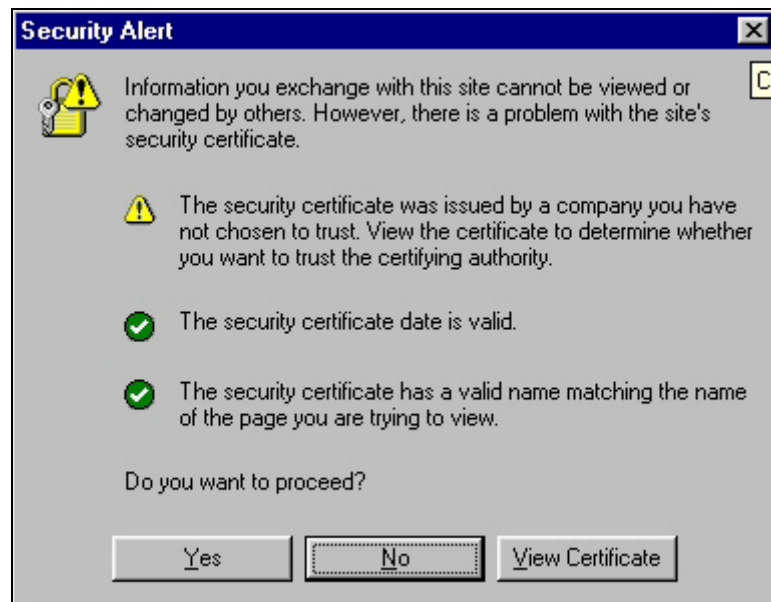 Security Alert
C
Information you exchange with this site cannot be viewed or
changed by others. However, there is a problem with the site's
security certificate.
The security certificate was issued by a company you have
not chosen to trust. View the certificate to determine whether
you want to trust the certifying authority.
The security certificate date is valid.
The security certificate has a valid name matching the name
of the page you are trying to view.
Do you want to proceed?
Yes No View Certificate